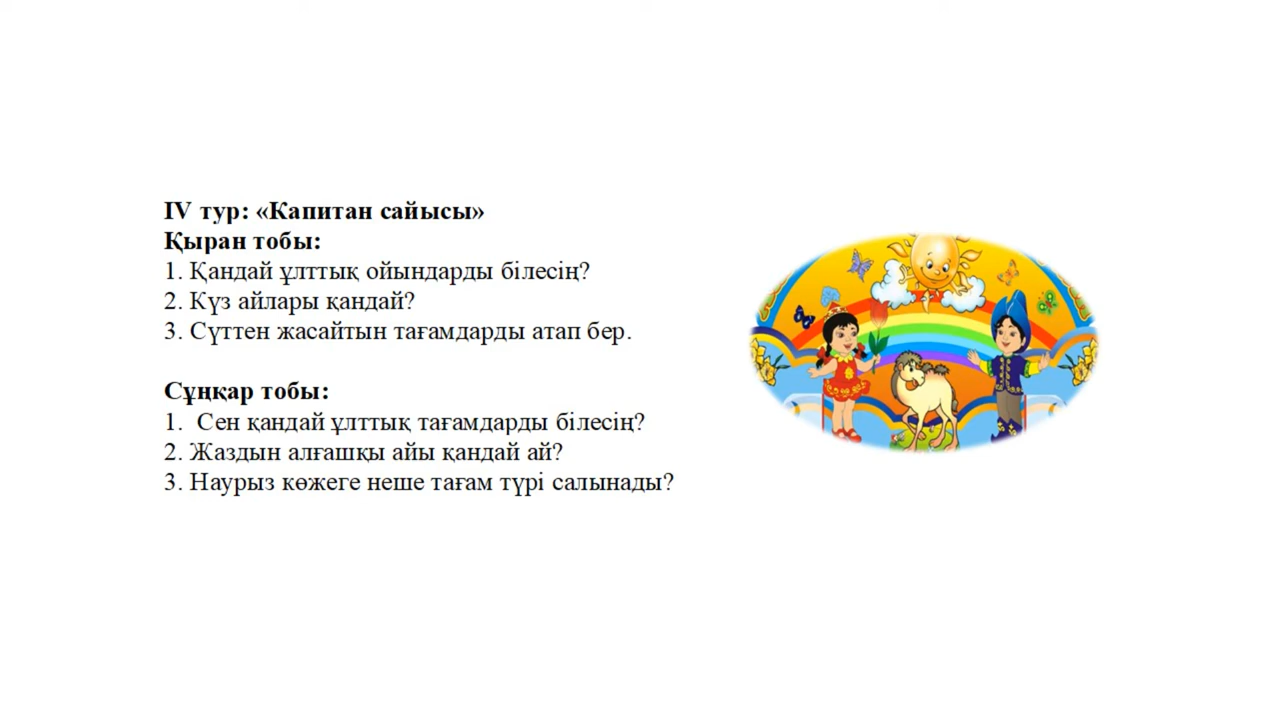 IV тур: «Капитан сайысы»
Қыран тобы:
1. Қандай ұлттық ойындарды білесің?
2. Күз айлары қандай?
3. Сүттен жасайтын тағамдарды атап бер.
Сұңқар тобы:
1.  Сен қандай ұлттық тағамдарды білесің?
2. Жаздын алғашқы айы қандай ай?
3. Наурыз көжеге неше тағам түрі салынады?